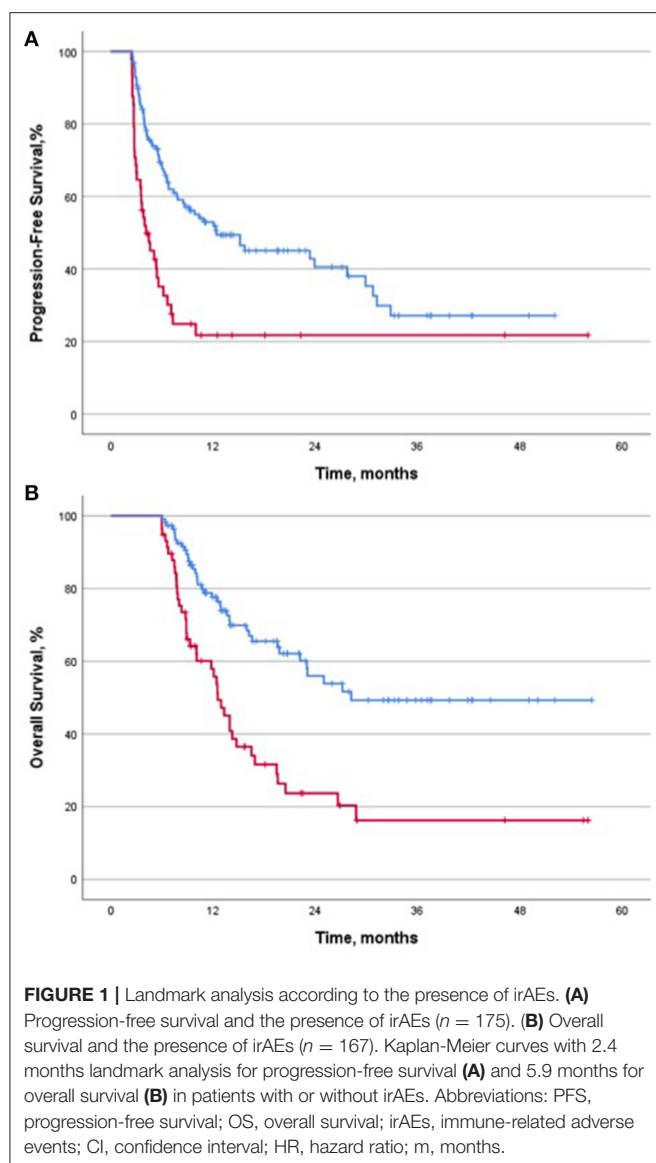 A
100
80
60
40
20
0
Progression-Free Survival,%
0 12 24 36 48 60
Time, months
B
100
80
60
40
20
0
Overall Survival, %
0 12 24 36 48 60
Time, months
FIGURE 1 | Landmark analysis according to the presence of irAEs. (A)
Progression-free survival and the presence of irAEs (n = 175). (B) Overall
survival and the presence of irAEs (n = 167). Kaplan-Meier curves with 2.4
months landmark analysis for progression-free survival (A) and 5.9 months for
overall survival (B) in patients with or without irAEs. Abbreviations: PFS,
progression-free survival; OS, overall survival; irAEs, immune-related adverse
events; CI, confidence interval; HR, hazard ratio; m, months.